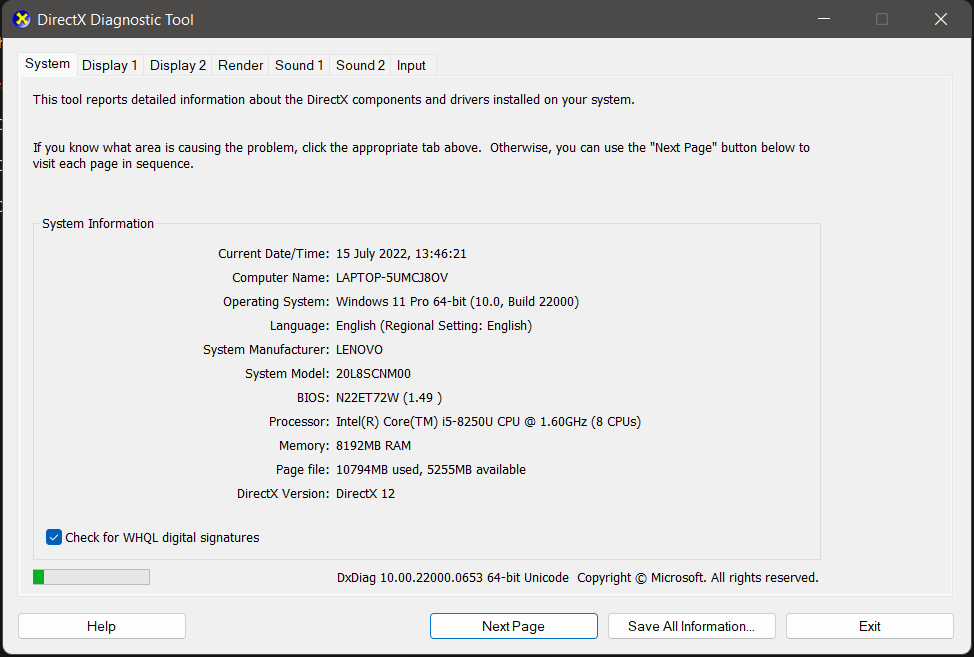 DirectX Diagnostic Tool
System Display 1 Display 2 Render Sound 1 Sound 2 Input
This tool reports detailed information about the DirectX components and drivers installed on your system.
If you know what area is causing the problem, click the appropriate tab above.  Otherwise, you can use the "Next Page" button below to
visit each page in sequence.
System Information
Current Date/Time: 15 July 2022, 13:46:21
Computer Name: LAPTOP-5UMCJ8OV
Operating System: Windows 11 Pro 64-bit (10.0, Build 22000)
Language: English (Regional Setting: English)
System Manufacturer: LENOVO
System Model: 20L8SCNM00
BIOS: N22ET72W (1.49 )
Processor: Intel(R) Core(TM) i5-8250U CPU @ 1.60GHz (8 CPUs)
Memory: 8192MB RAM
Page file: 10794MB used, 5255MB available
DirectX Version: DirectX 12
Check for WHQL digital signatures
DxDiag 10.00.22000.0653 64-bit Unicode  Copyright © Microsoft. All rights reserved.
Help Next Page Save All Information... Exit